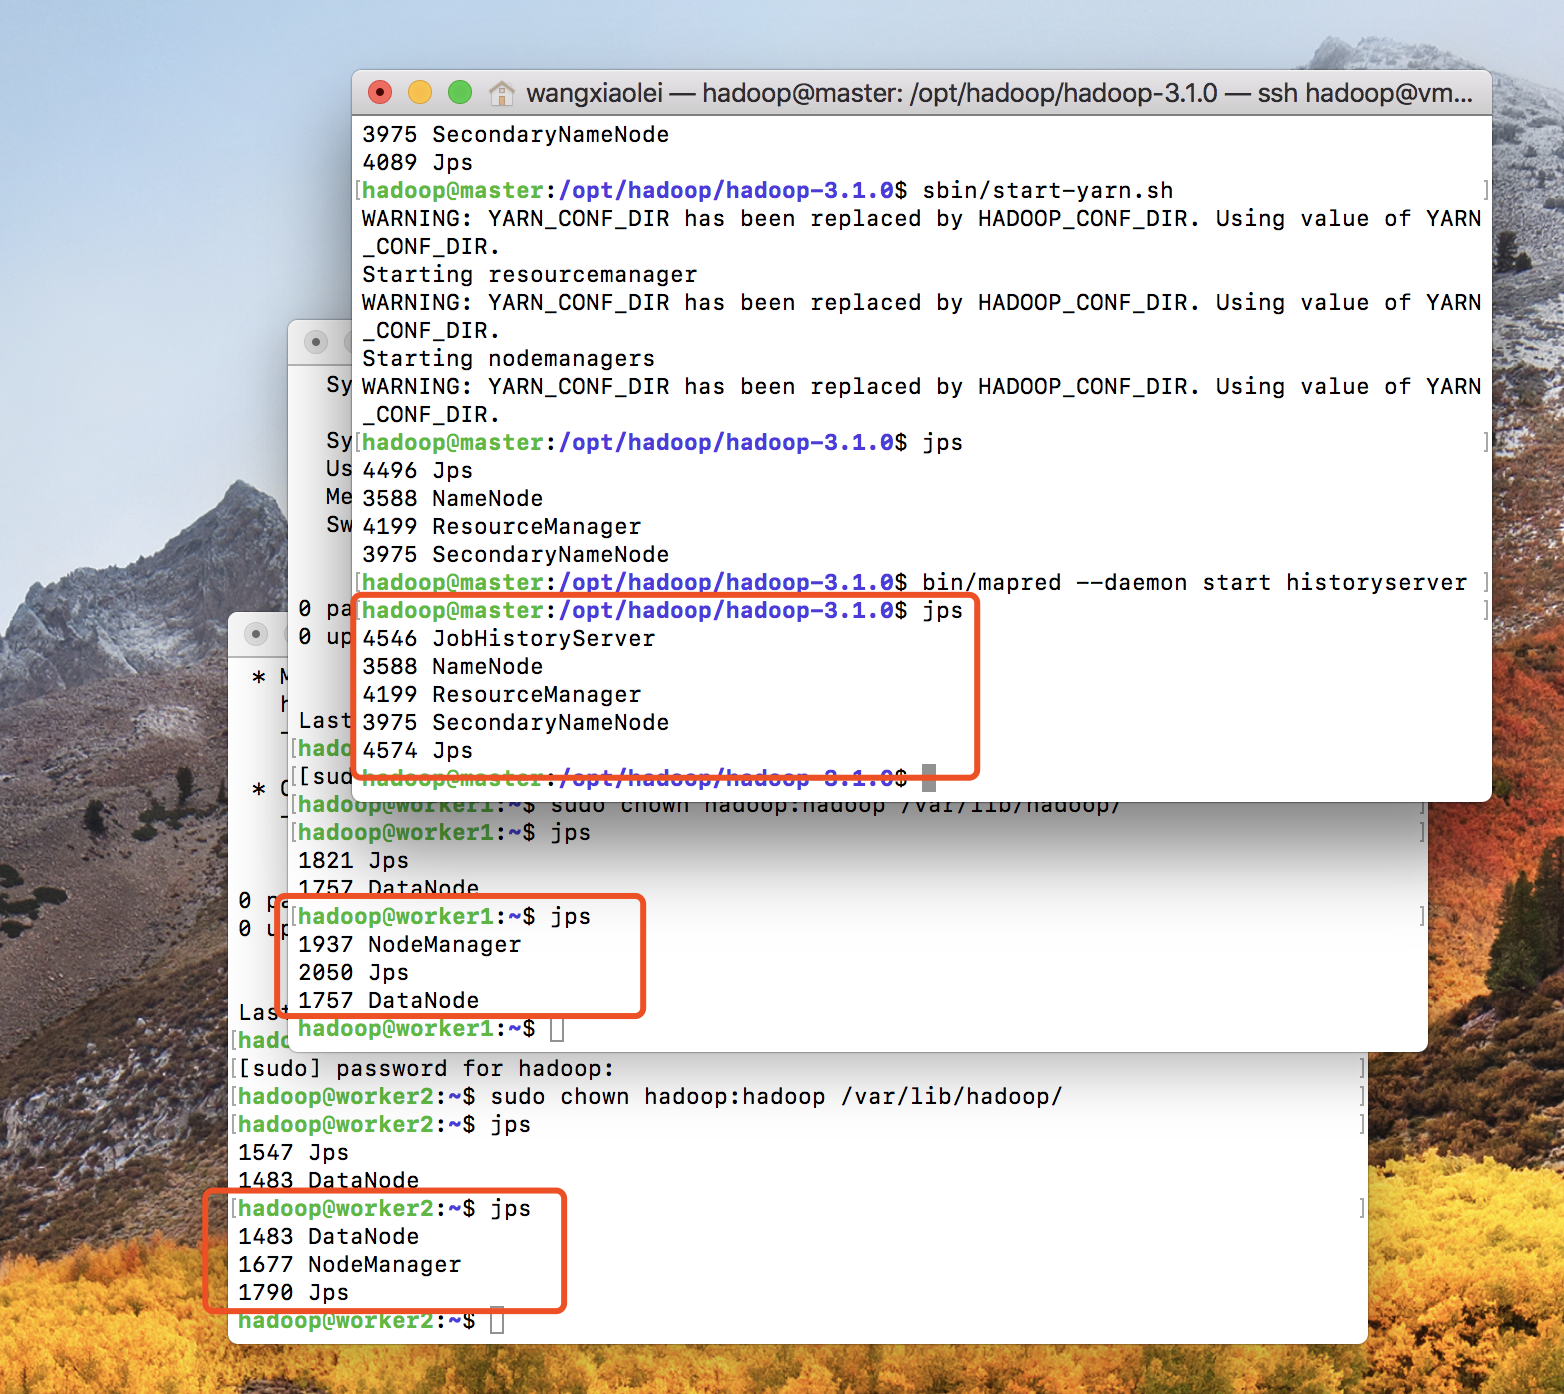 wangxiaolei — hadoop@master: /opt/hadoop/hadoop-3.1.0 — ssh hadoop@vm...
3975 SecondaryNameNode
4089 Jps
[hadoop@master:/opt/hadoop/hadoop-3.1.0$ sbin/start-yarn.sh ]
WARNING: YARN_CONF_DIR has been replaced by HADOOP_CONF_DIR. Using value of YARN
_CONF_DIR.
Starting resourcemanager
WARNING: YARN_CONF_DIR has been replaced by HADOOP_CONF_DIR. Using value of YARN
_CONF_DIR.
Starting nodemanagers
WARNING: YARN_CONF_DIR has been replaced by HADOOP_CONF_DIR. Using value of YARN
_CONF_DIR.
[hadoop@master:/opt/hadoop/hadoop-3.1.0$ jps ]
4496 Jps
3588 NameNode
4199 ResourceManager
3975 SecondaryNameNode
[hadoop@master:/opt/hadoop/hadoop-3.1.0$ bin/mapred --daemon start historyserver ]
[hadoop@master:/opt/hadoop/hadoop-3.1.0$ jps ]
4546 JobHistoryServer
3588 NameNode
4199 ResourceManager
3975 SecondaryNameNode
4574 Jps
hadoop@master:/opt/hadoop/hadoop-3.1.0$
Sy
Sy
Us
Me
Sw
0 pa
0 up
Last
[hado
[[sud
[hadoop@worker1:~$ sudo chown hadoop:hadoop /var/lib/hadoop/ ]
[hadoop@worker1:~$ jps ]
1821 Jps
1757 DataNode
[hadoop@worker1:~$ jps ]
1937 NodeManager
2050 Jps
1757 DataNode
hadoop@worker1:~$
* M
h
-
* C
-
0 pa
0 up
Last
[hado
[[sudo] password for hadoop: ]
[hadoop@worker2:~$ sudo chown hadoop:hadoop /var/lib/hadoop/ ]
[hadoop@worker2:~$ jps ]
1547 Jps
1483 DataNode
[hadoop@worker2:~$ jps ]
1483 DataNode
1677 NodeManager
1790 Jps
hadoop@worker2:~$